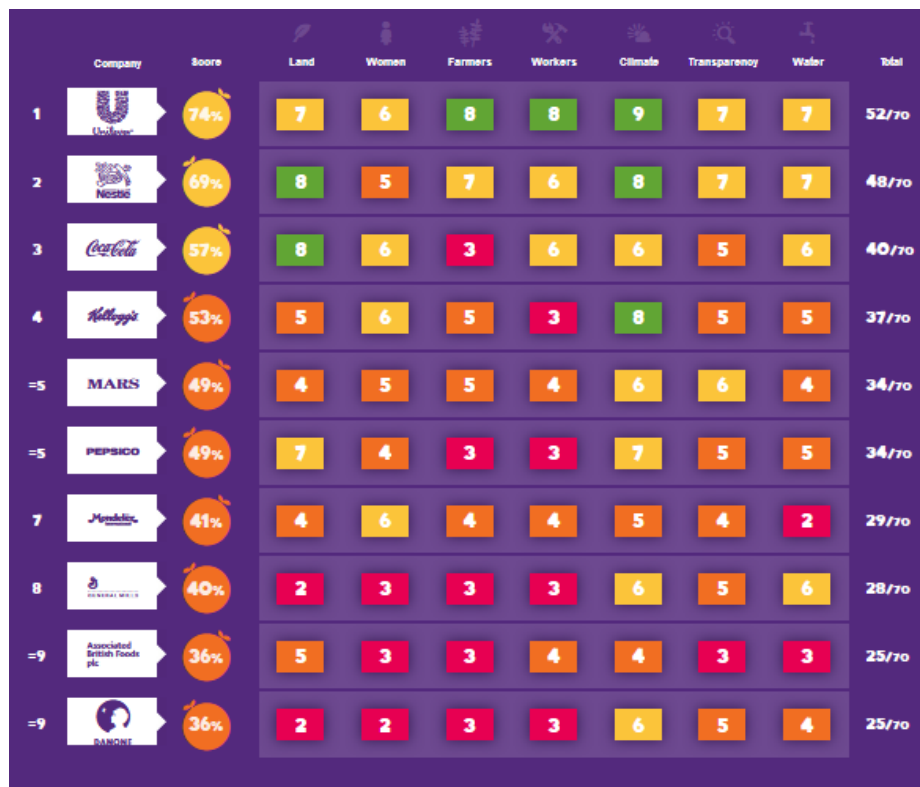 Company Score Land Women Farmers Workers Climate Transparency Water Total
1 Unilever 74% 7 6 8 8 9 7 7 52/70
2 Nestlé 69% 8 5 7 6 8 7 7 48/70
3 Coca-Cola 57% 8 6 3 6 6 5 6 40/70
4 Kellogg's 53% 5 6 5 3 8 5 5 37/70
=5 MARS 49% 4 5 5 4 6 6 4 34/70
=5 PEPSICO 49% 7 4 3 3 7 5 5 34/70
7 Mondelēz 41% 4 6 4 4 5 4 2 29/70
8 GENERAL MILLS 40% 2 3 3 3 6 5 6 28/70
Associated
British Foods
plc
=9 36% 5 3 3 4 4 3 3 25/70
=9 DANONE 36% 2 2 3 3 6 5 4 25/70